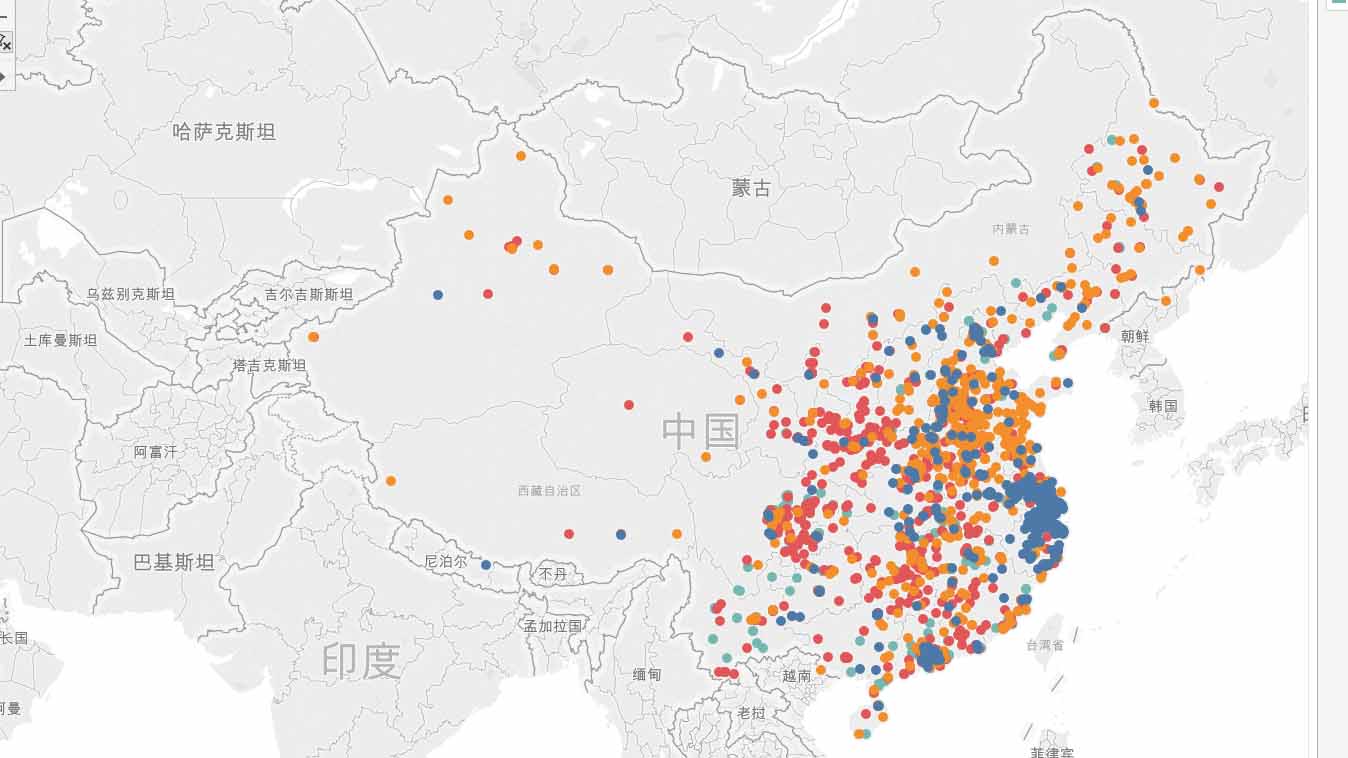 哈萨克斯坦
蒙古
内蒙古
乌兹别克斯坦
吉尔吉斯斯坦
土库曼斯坦
朝鲜
塔吉克斯坦
韩国
中国
阿富汗
西藏自治区
巴基斯坦
尼泊尔
不丹
孟加拉国
长国
台湾省
印度
缅甸
越南
阿曼
老挝
菲律宾